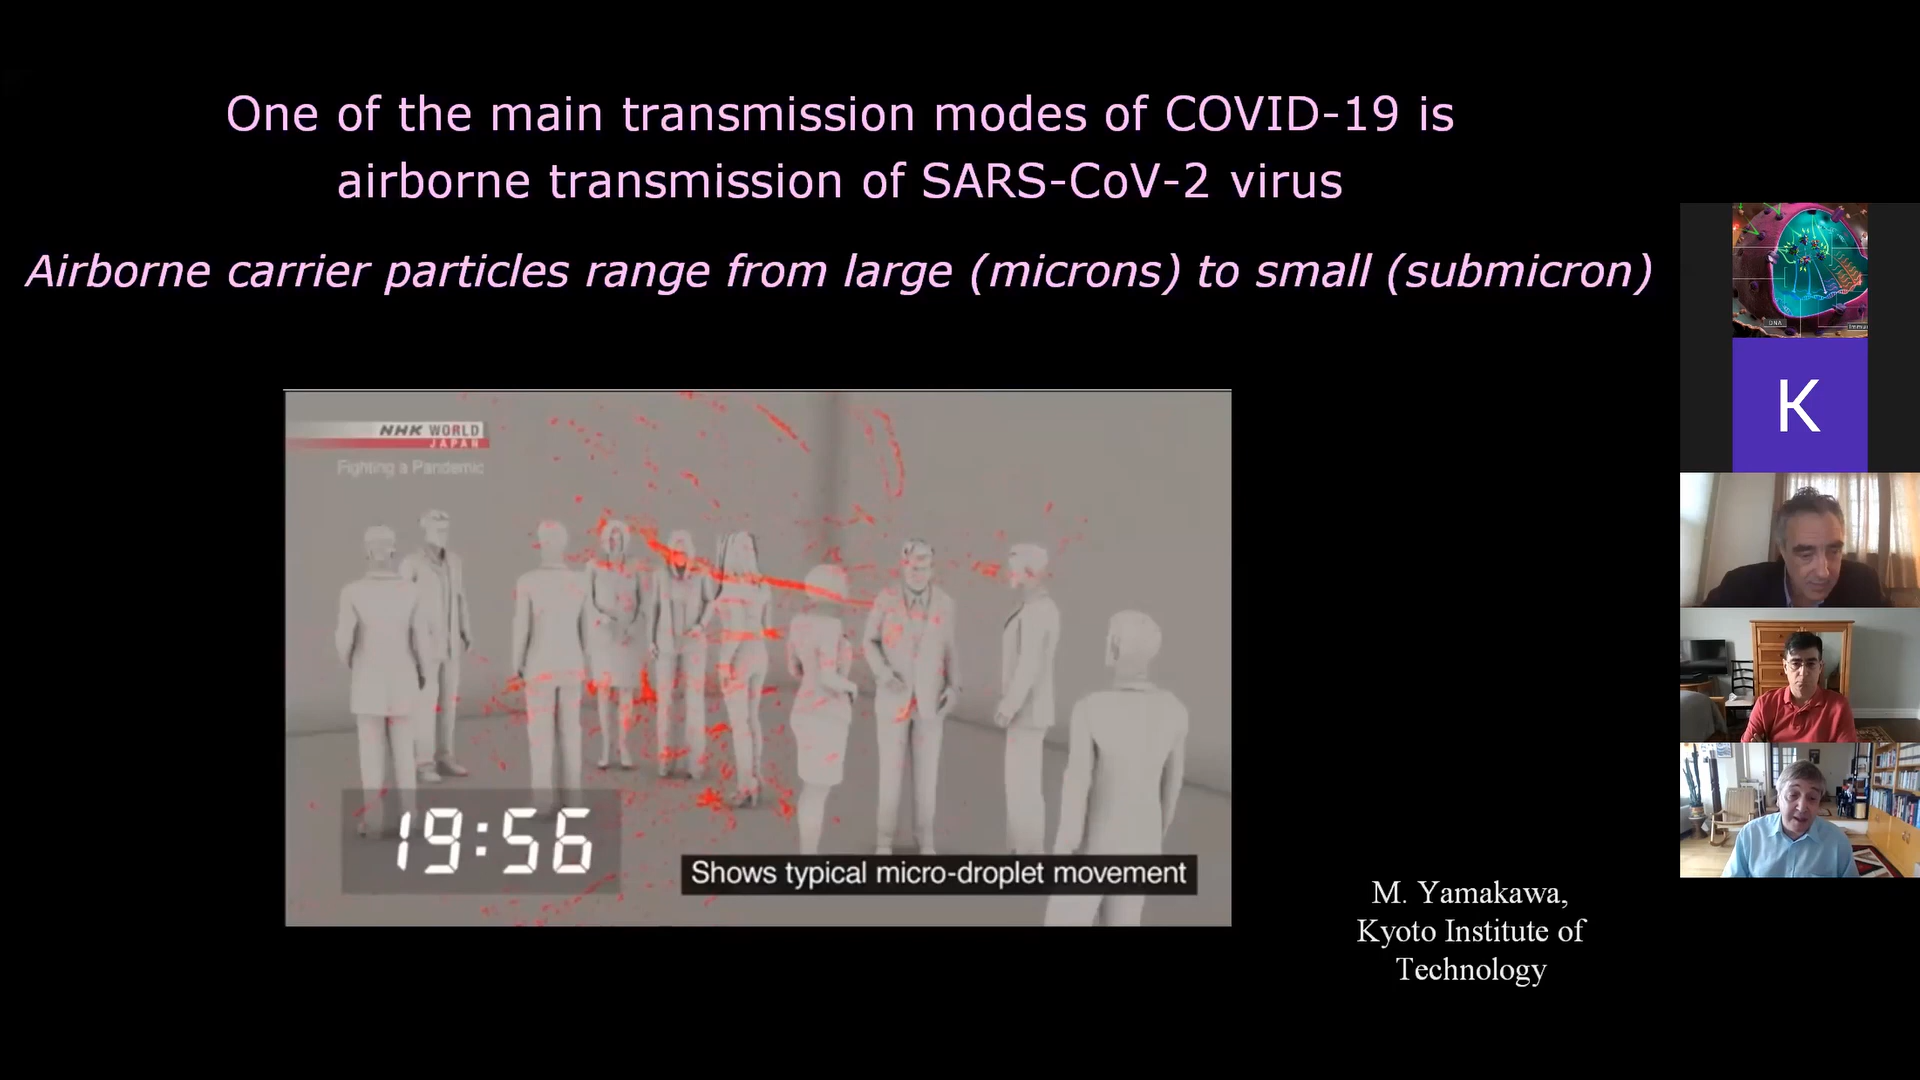 One of the main transmission modes of COVID-19 is
airborne transmission of SARS-CoV-2 virus
Airborne carrier particles range from large (microns) to small (submicron)
NHK WORLD
JAPAN
Fighting a Pandemic
19:56
Shows typical micro-droplet movement
M. Yamakawa,
Kyoto Institute of
Technology
DNA
K